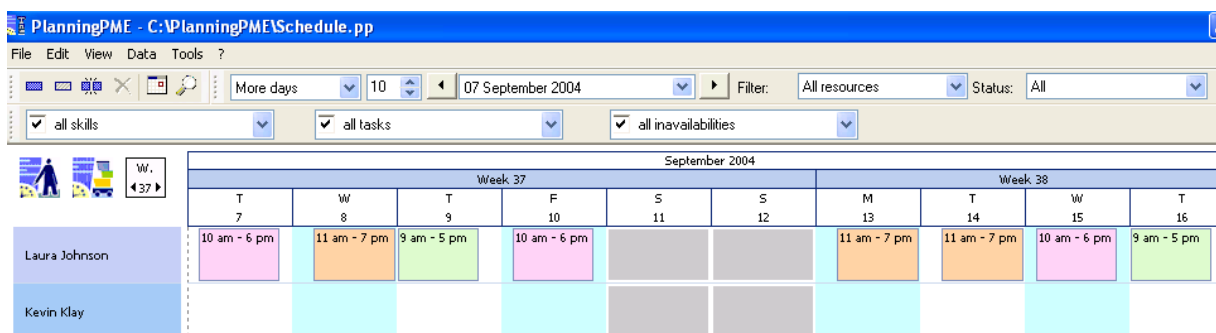 PlanningPME - C:\PlanningPME\Schedule.pp
File Edit View Data Tools ?
More days 10 07 September 2004 Filter: All resources Status: All
all skills all tasks all inavailabilities
September 2004
W. Week 37 Week 38
37 T W T F S S M T W T
7 8 9 10 11 12 13 14 15 16
10 am - 6 pm 11 am - 7 pm 9 am - 5 pm 10 am - 6 pm 11 am - 7 pm 11 am - 7 pm 10 am - 6 pm 9 am - 5 pm
Laura Johnson
Kevin Klay